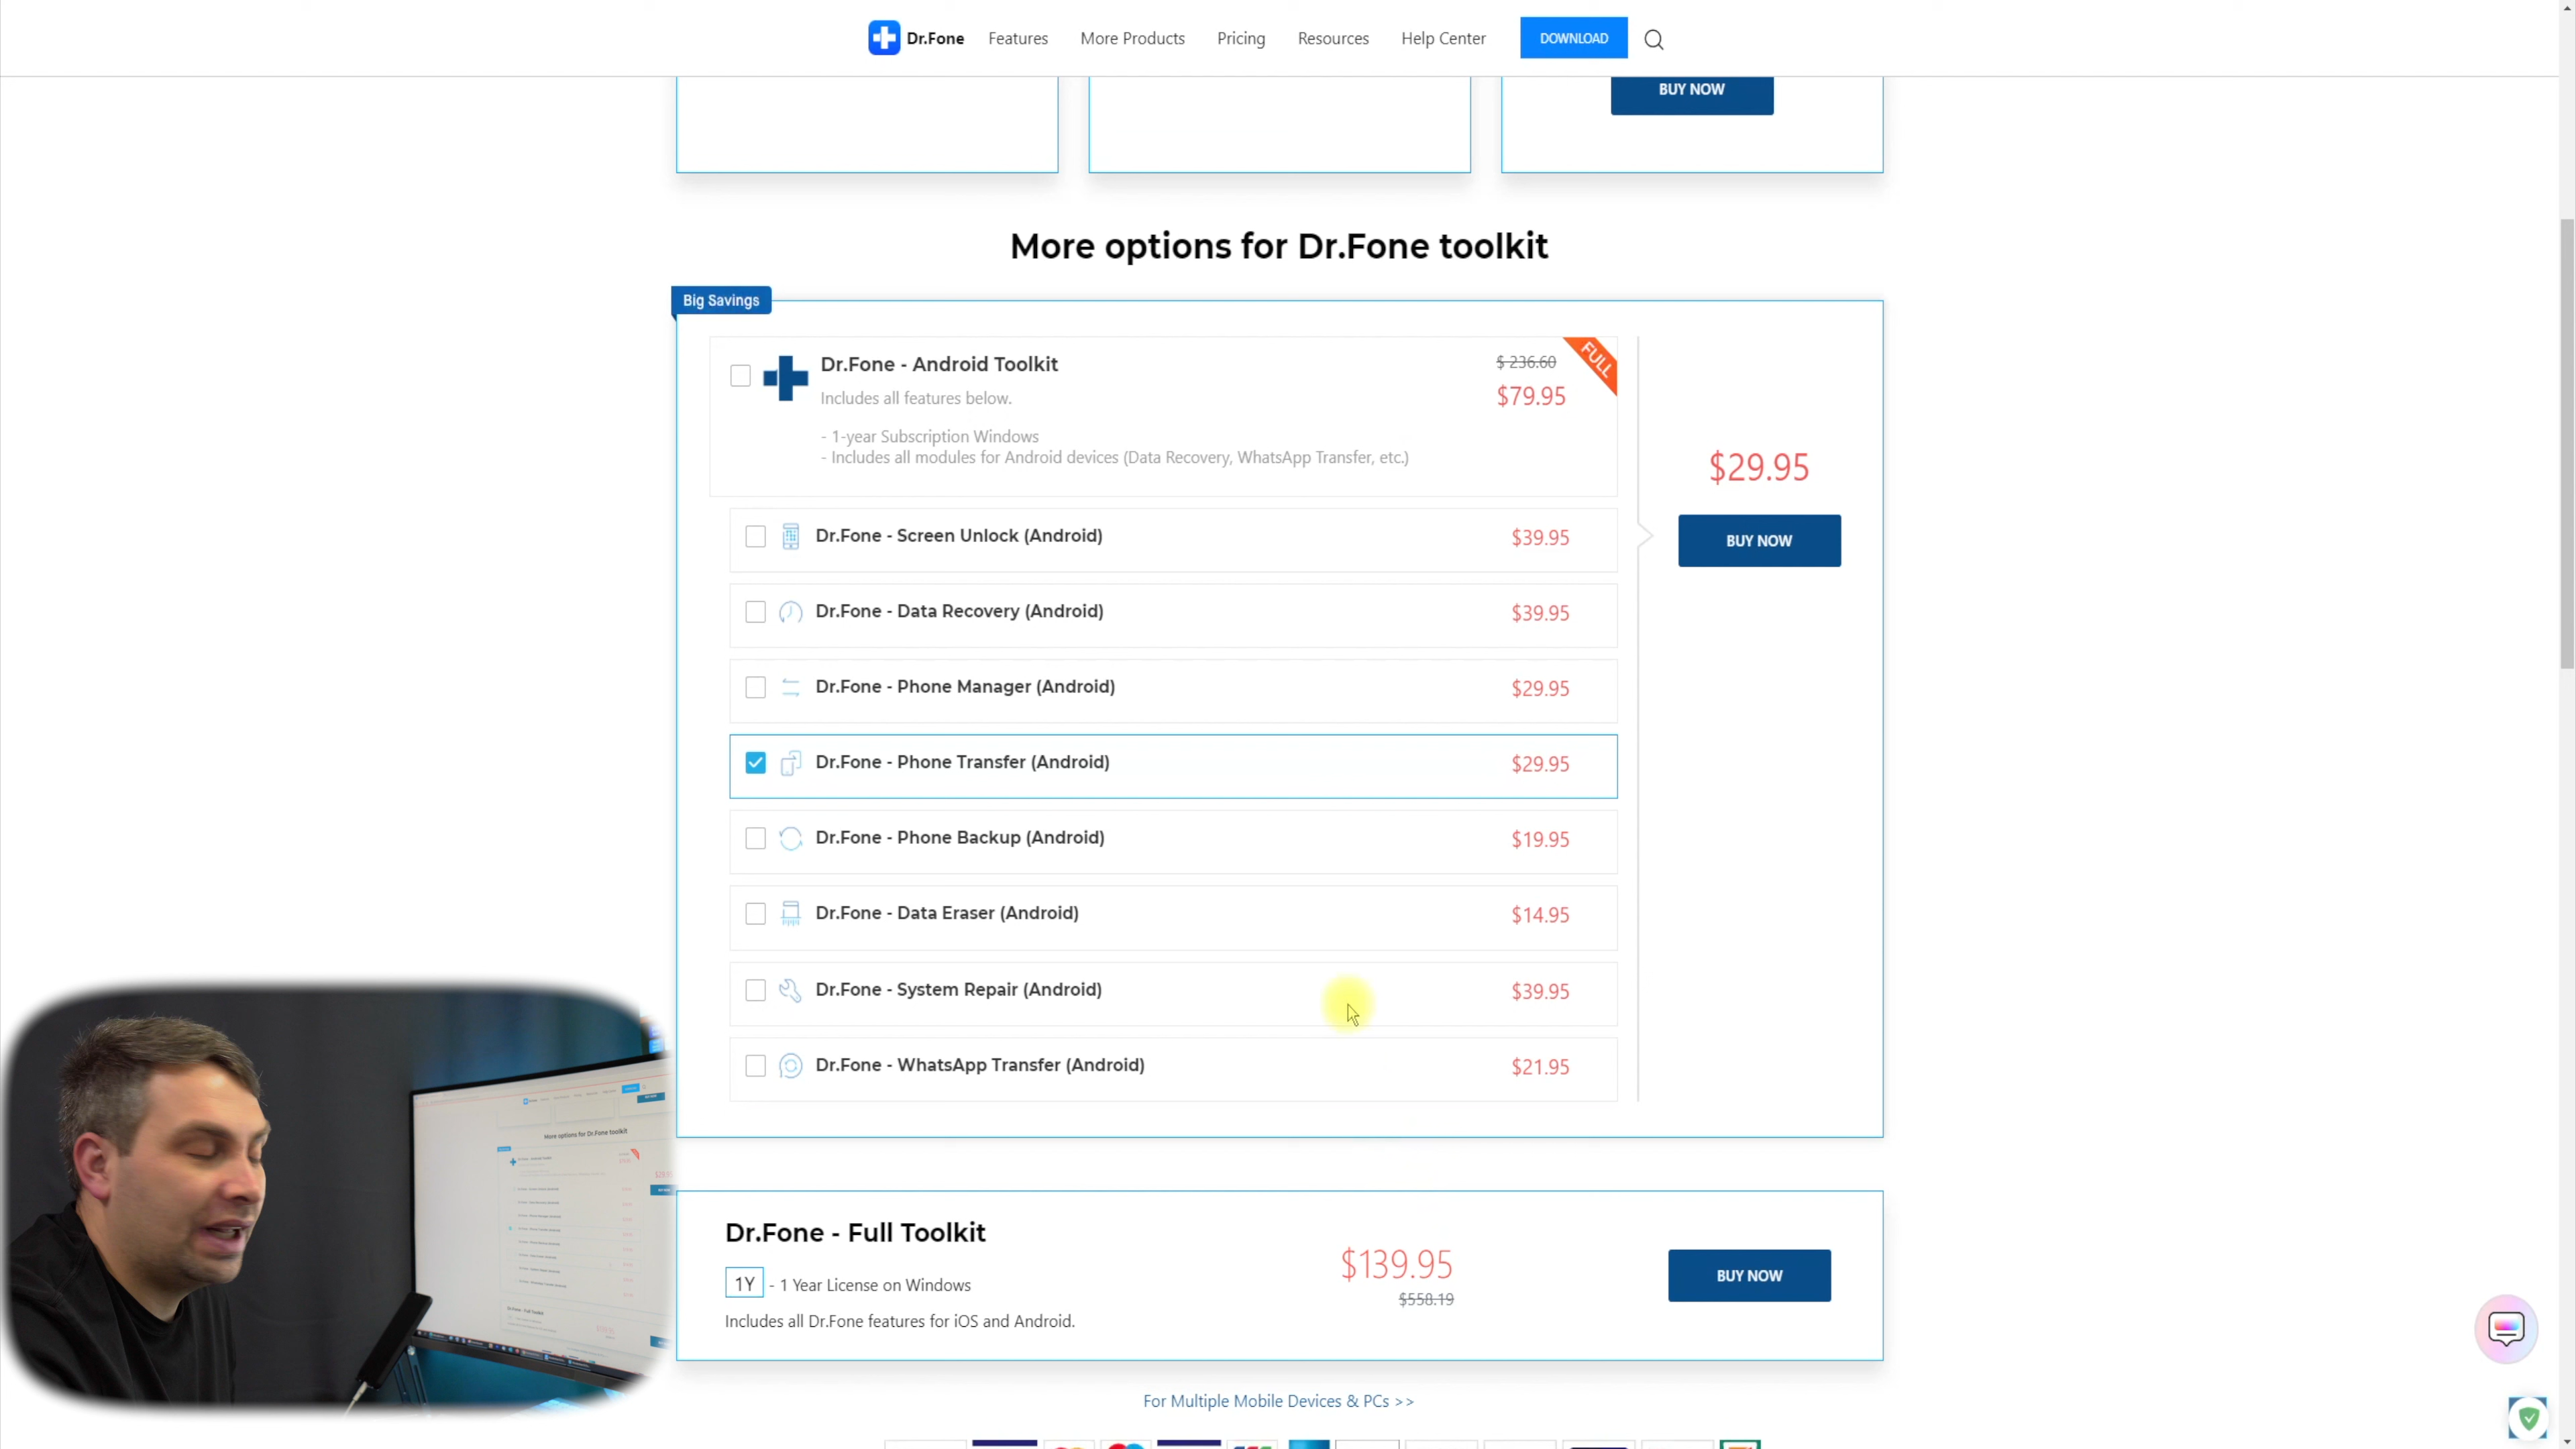 Dr.Fone Features More Products Pricing Resources Help Center DOWNLOAD
BUY NOW
More options for Dr.Fone toolkit
Big Savings
Dr.Fone - Android Toolkit $ 236.60 FULL
Includes all features below. $79.95
- 1-year Subscription Windows
- Includes all modules for Android devices (Data Recovery, WhatsApp Transfer, etc.)
$29.95
BUY NOW
Dr.Fone - Screen Unlock (Android) $39.95
Dr.Fone - Data Recovery (Android) $39.95
Dr.Fone - Phone Manager (Android) $29.95
Dr.Fone - Phone Transfer (Android) $29.95
Dr.Fone - Phone Backup (Android) $19.95
Dr.Fone - Data Eraser (Android) $14.95
Dr.Fone - System Repair (Android) $39.95
Dr.Fone - WhatsApp Transfer (Android) $21.95
More options for Dr.Fone toolkit
Dr.Fone - Full Toolkit
1Y - 1 Year License on Windows
Includes all Dr.Fone features for iOS and Android.
$139.95
$558.19
BUY NOW
For Multiple Mobile Devices & PCs >>